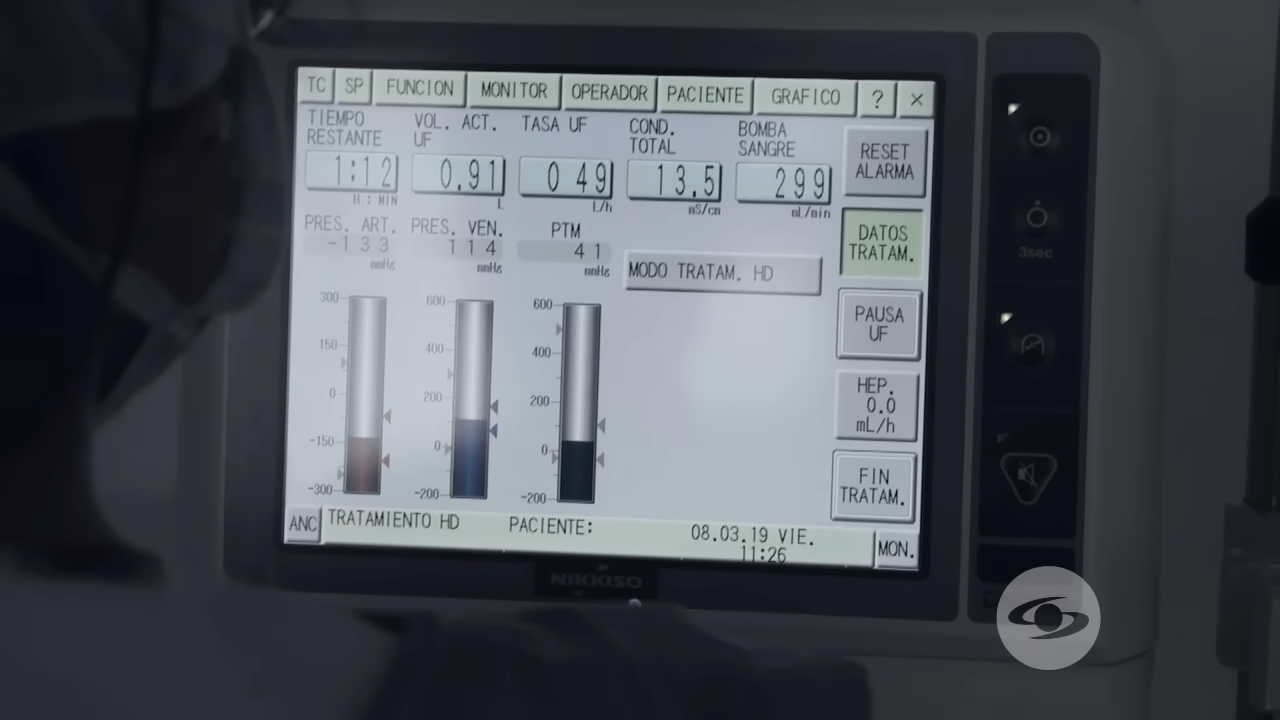 TC SP FUNCION MONITOR OPERADOR PACIENTE GRAFICO ? ×
TIEMPO RESTANTE
1:12
H : MIN
VOL. ACT. UF
0.91
L
TASA UF
0 49
L/h
COND. TOTAL
13.5
mS/cm
BOMBA SANGRE
299
mL/min
RESET
ALARMA
PRES. ART.
-133
mmHg
PRES. VEN.
114
mmHg
PTM
41
mmHg
MODO TRATAM. HD
DATOS
TRATAM.
300
150
0
-150
-300
600
400
200
0
-200
600
400
200
0
-200
PAUSA
UF
HEP.
0.0
mL/h
FIN
TRATAM.
ANC
TRATAMIENTO HD
PACIENTE:
08.03.19 VIE.
11:26
MON.
NIKKISO
3sec